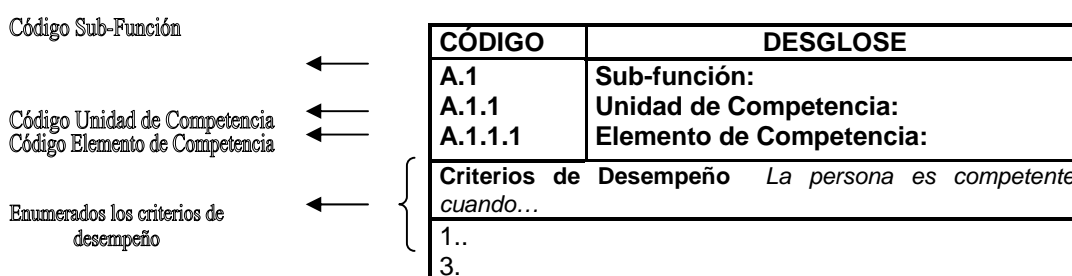 Código Sub-Función
Código Unidad de Competencia
Código Elemento de Competencia
Enumerados los criterios de
desempeño
CÓDIGO DESGLOSE
A.1 Sub-función:
A.1.1 Unidad de Competencia:
A.1.1.1 Elemento de Competencia:
Criterios de Desempeño La persona es competente
cuando…
1..
3.